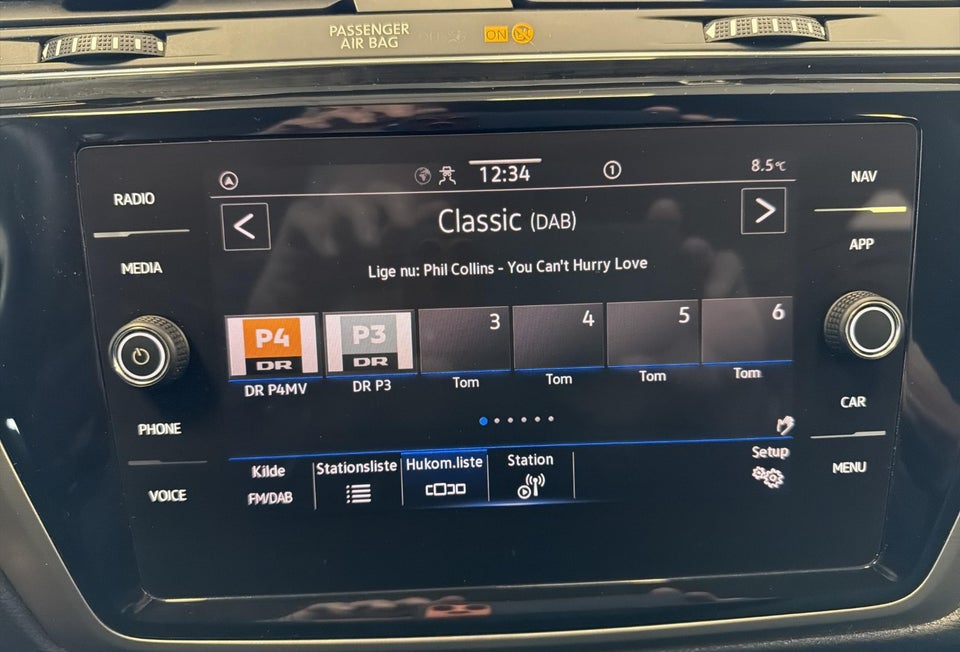 PASSENGER
AIR BAG
ON
RADIO
MEDIA
PHONE
VOICE
12:34
1
8.5°C
Classic (DAB)
Lige nu: Phil Collins - You Can't Hurry Love
P4
DR
DR P4MV
P3
DR
DR P3
3
Tom
4
Tom
5
Tom
6
Tom
Kilde
FM/DAB
Stationsliste
Hukom.liste
Station
Setup
NAV
APP
CAR
MENU